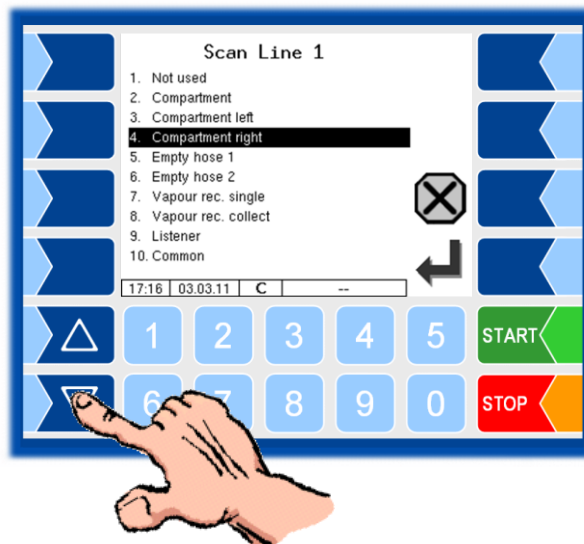 Scan Line 1
1. Not used
2. Compartment
3. Compartment left
4. Compartment right
5. Empty hose 1
6. Empty hose 2
7. Vapour rec. single
8. Vapour rec. collect
9. Listener
10. Common
17:16 03.03.11 C --
1 2 3 4 5 START
6 7 8 9 0 STOP